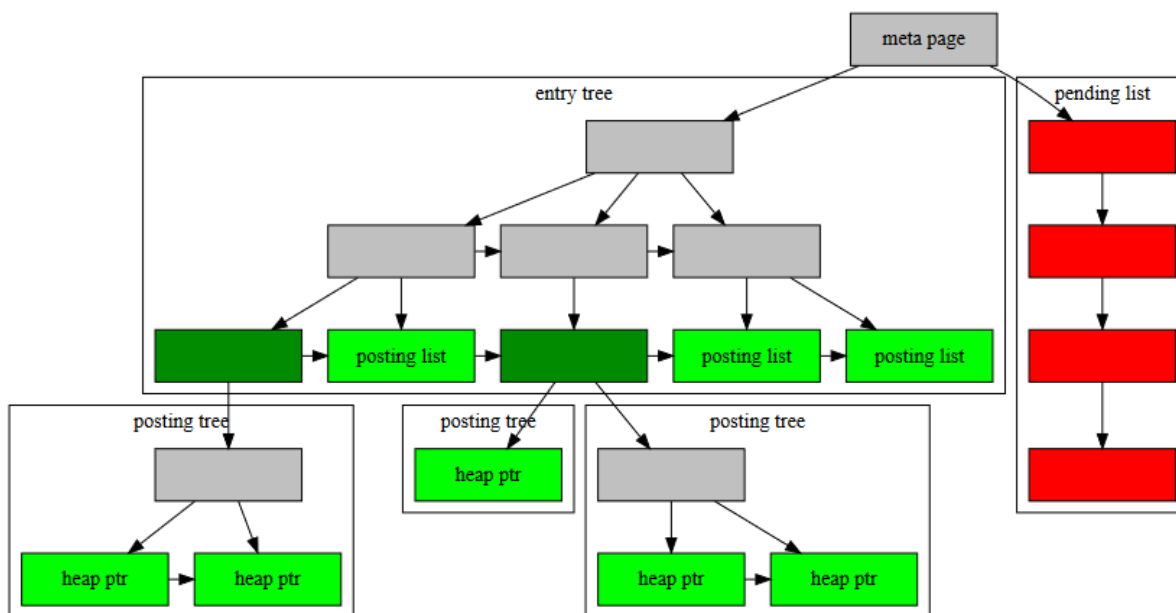 meta page
entry tree
pending list
posting list
posting list
posting list
posting tree
posting tree
posting tree
heap ptr
heap ptr
heap ptr
heap ptr
heap ptr